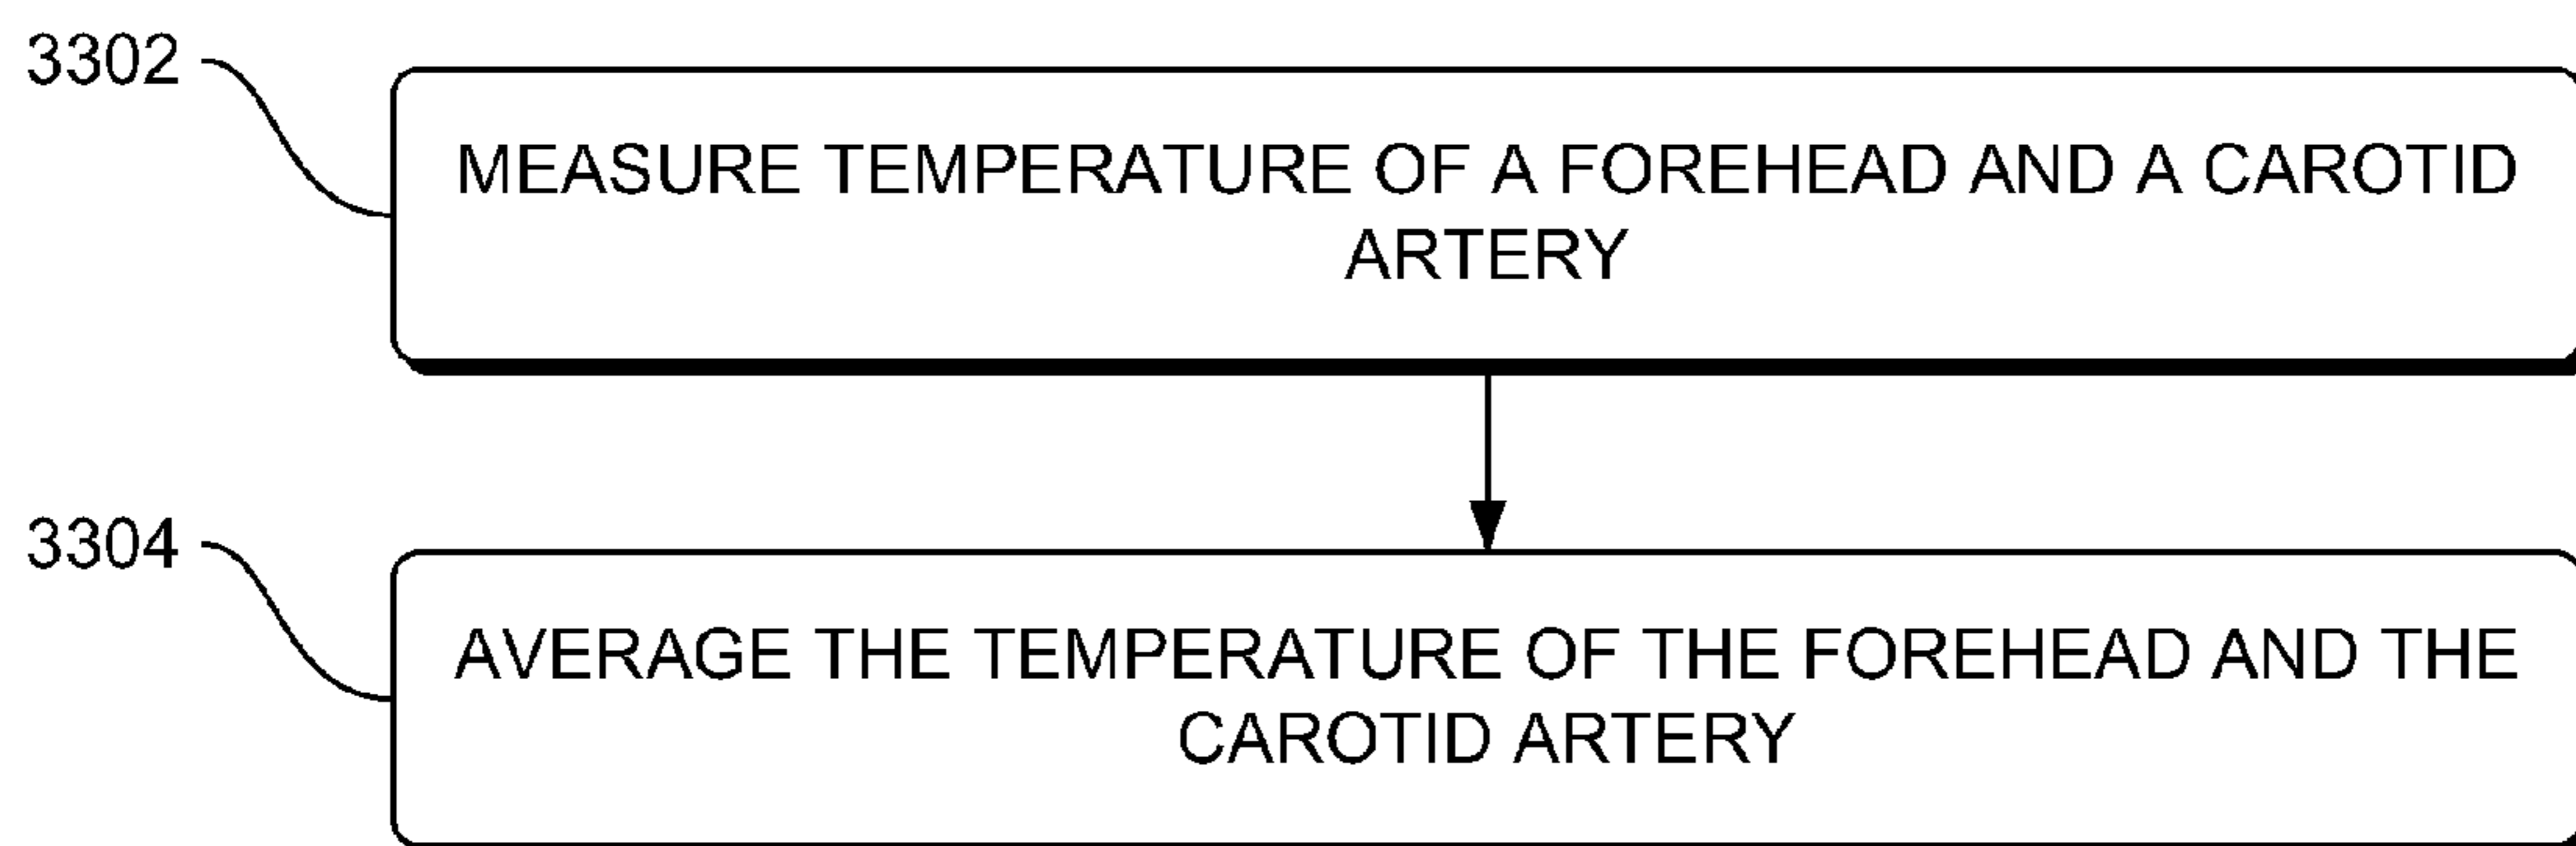 3302
MEASURE TEMPERATURE OF A FOREHEAD AND A CAROTID
ARTERY
3304
AVERAGE THE TEMPERATURE OF THE FOREHEAD AND THE
CAROTID ARTERY